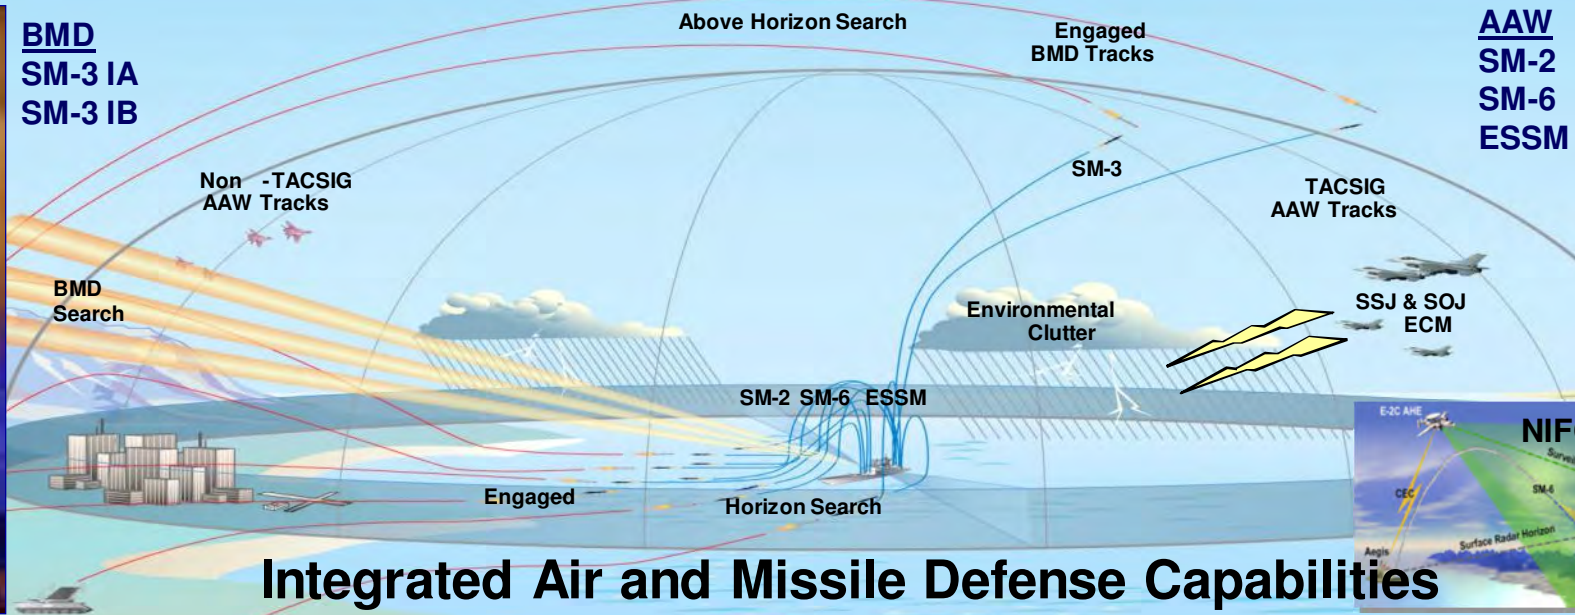 BMD
SM-3 IA
SM-3 IB
Above Horizon Search
Engaged
BMD Tracks
AAW
SM-2
SM-6
ESSM
Non -TACSIG
AAW Tracks
SM-3
TACSIG
AAW Tracks
BMD
Search
Environmental
Clutter
SSJ & SOJ
ECM
SM-2 SM-6 ESSM
Engaged
Horizon Search
E-2C AHE
CEC
SM-6
Aegis
Surface Radar Horizon
Integrated Air and Missile Defense Capabilities